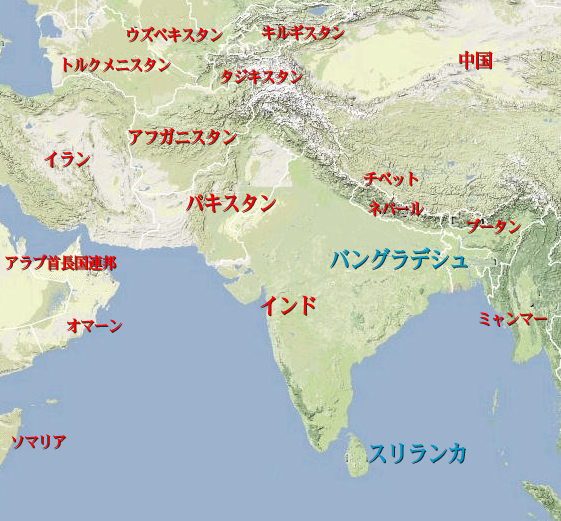 ウズベキスタン
キルギスタン
トルクメニスタン
タジキスタン
中国
アフガニスタン
イラン
チベット
パキスタン
ネパール
ブータン
アラブ首長国連邦
バングラデシュ
インド
オマーン
ミャンマー
ソマリア
スリランカ